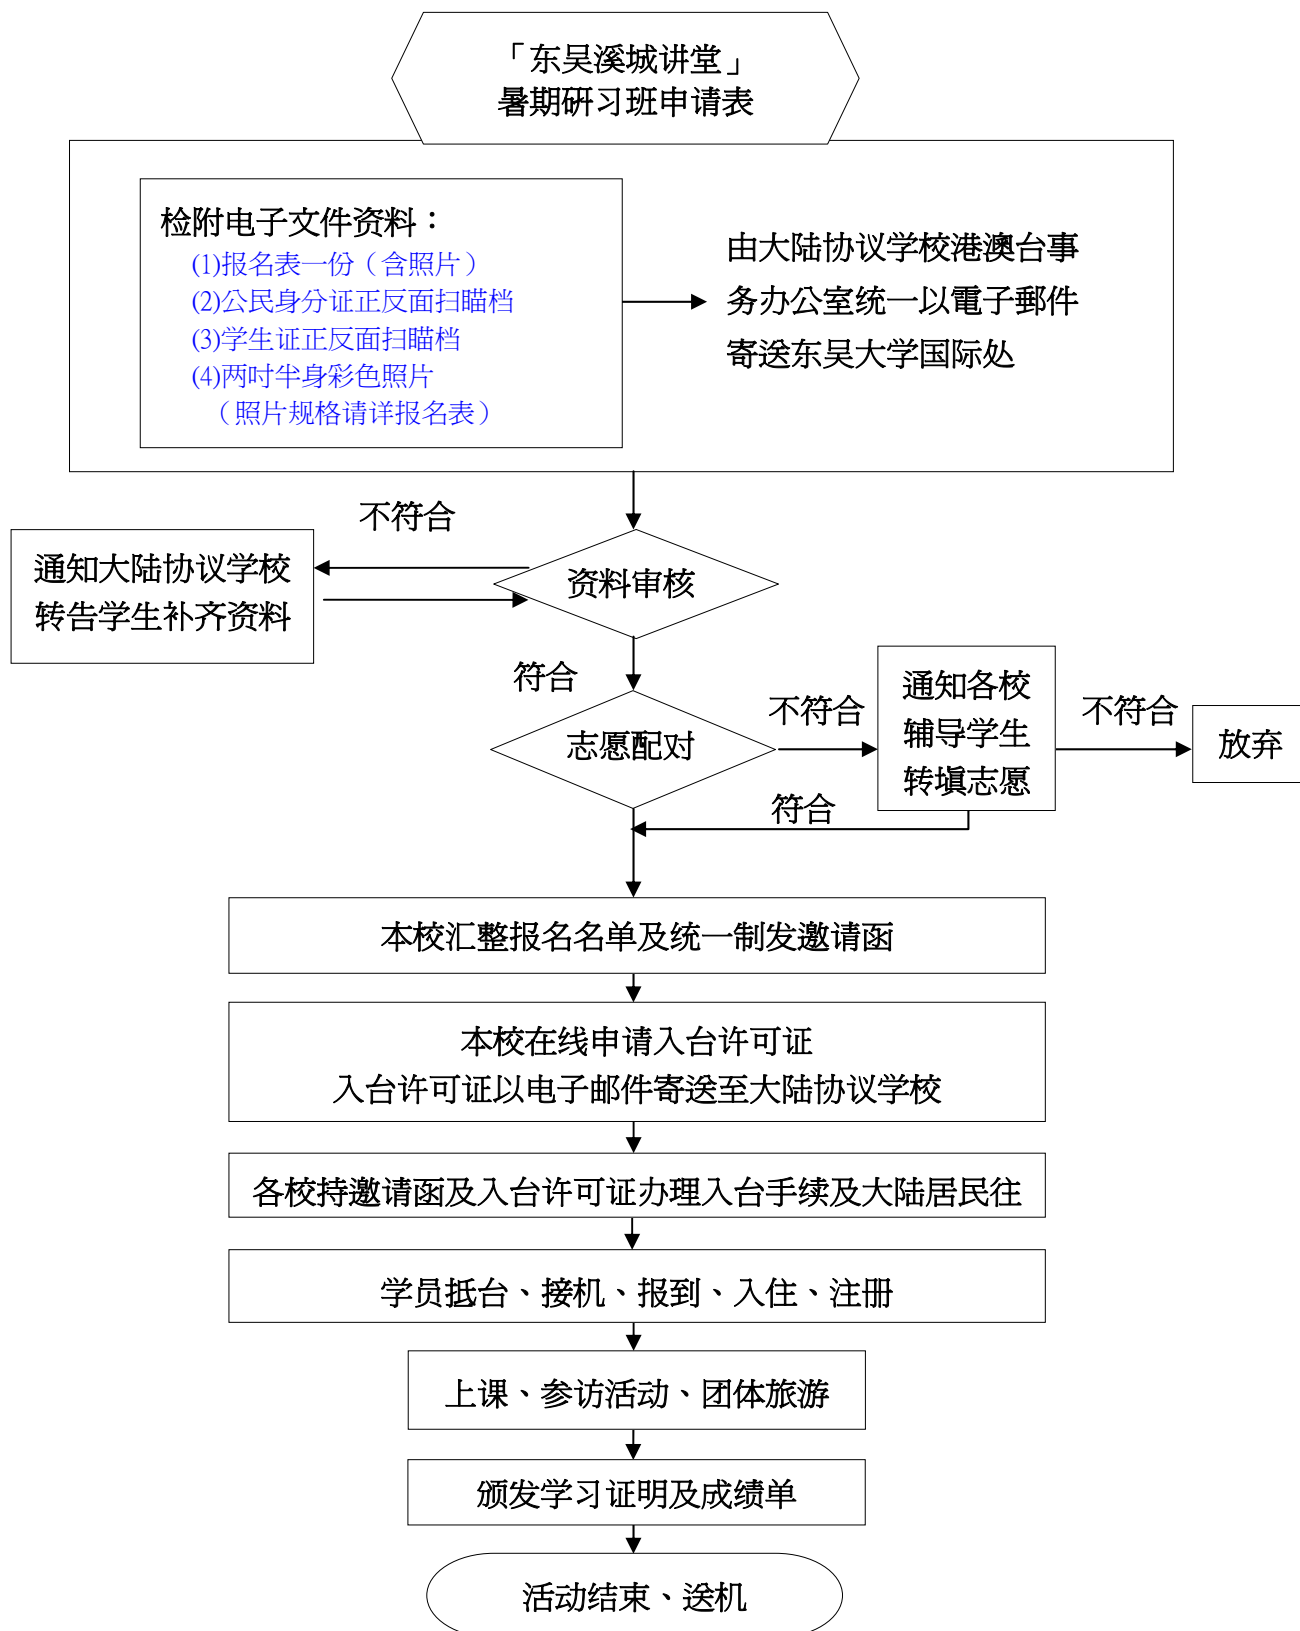 「东吴溪城讲堂」
暑期研习班申请表
检附电子文件资料：
(1)报名表一份（含照片）
(2)公民身分证正反面扫瞄档
(3)学生证正反面扫瞄档
(4)两吋半身彩色照片
（照片规格请详报名表）
由大陆协议学校港澳台事
务办公室统一以電子郵件
寄送东吴大学国际处
不符合
通知大陆协议学校
转告学生补齐资料
资料审核
符合
志愿配对
不符合
通知各校
辅导学生
转填志愿
不符合
放弃
符合
本校汇整报名名单及统一制发邀请函
本校在线申请入台许可证
入台许可证以电子邮件寄送至大陆协议学校
各校持邀请函及入台许可证办理入台手续及大陆居民往
学员抵台、接机、报到、入住、注册
上课、参访活动、团体旅游
颁发学习证明及成绩单
活动结束、送机